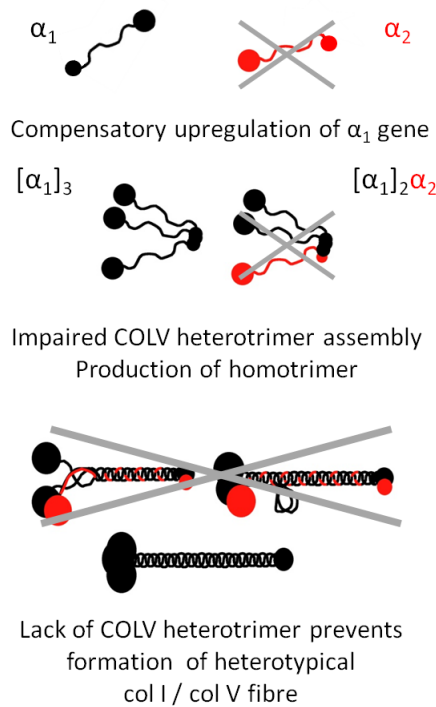 α₁ α₂
Compensatory upregulation of α₁ gene
[α₁]₃ [α₁]₂α₂
Impaired COLV heterotrimer assembly
Production of homotrimer
Lack of COLV heterotrimer prevents
formation of heterotypical
col I / col V fibre